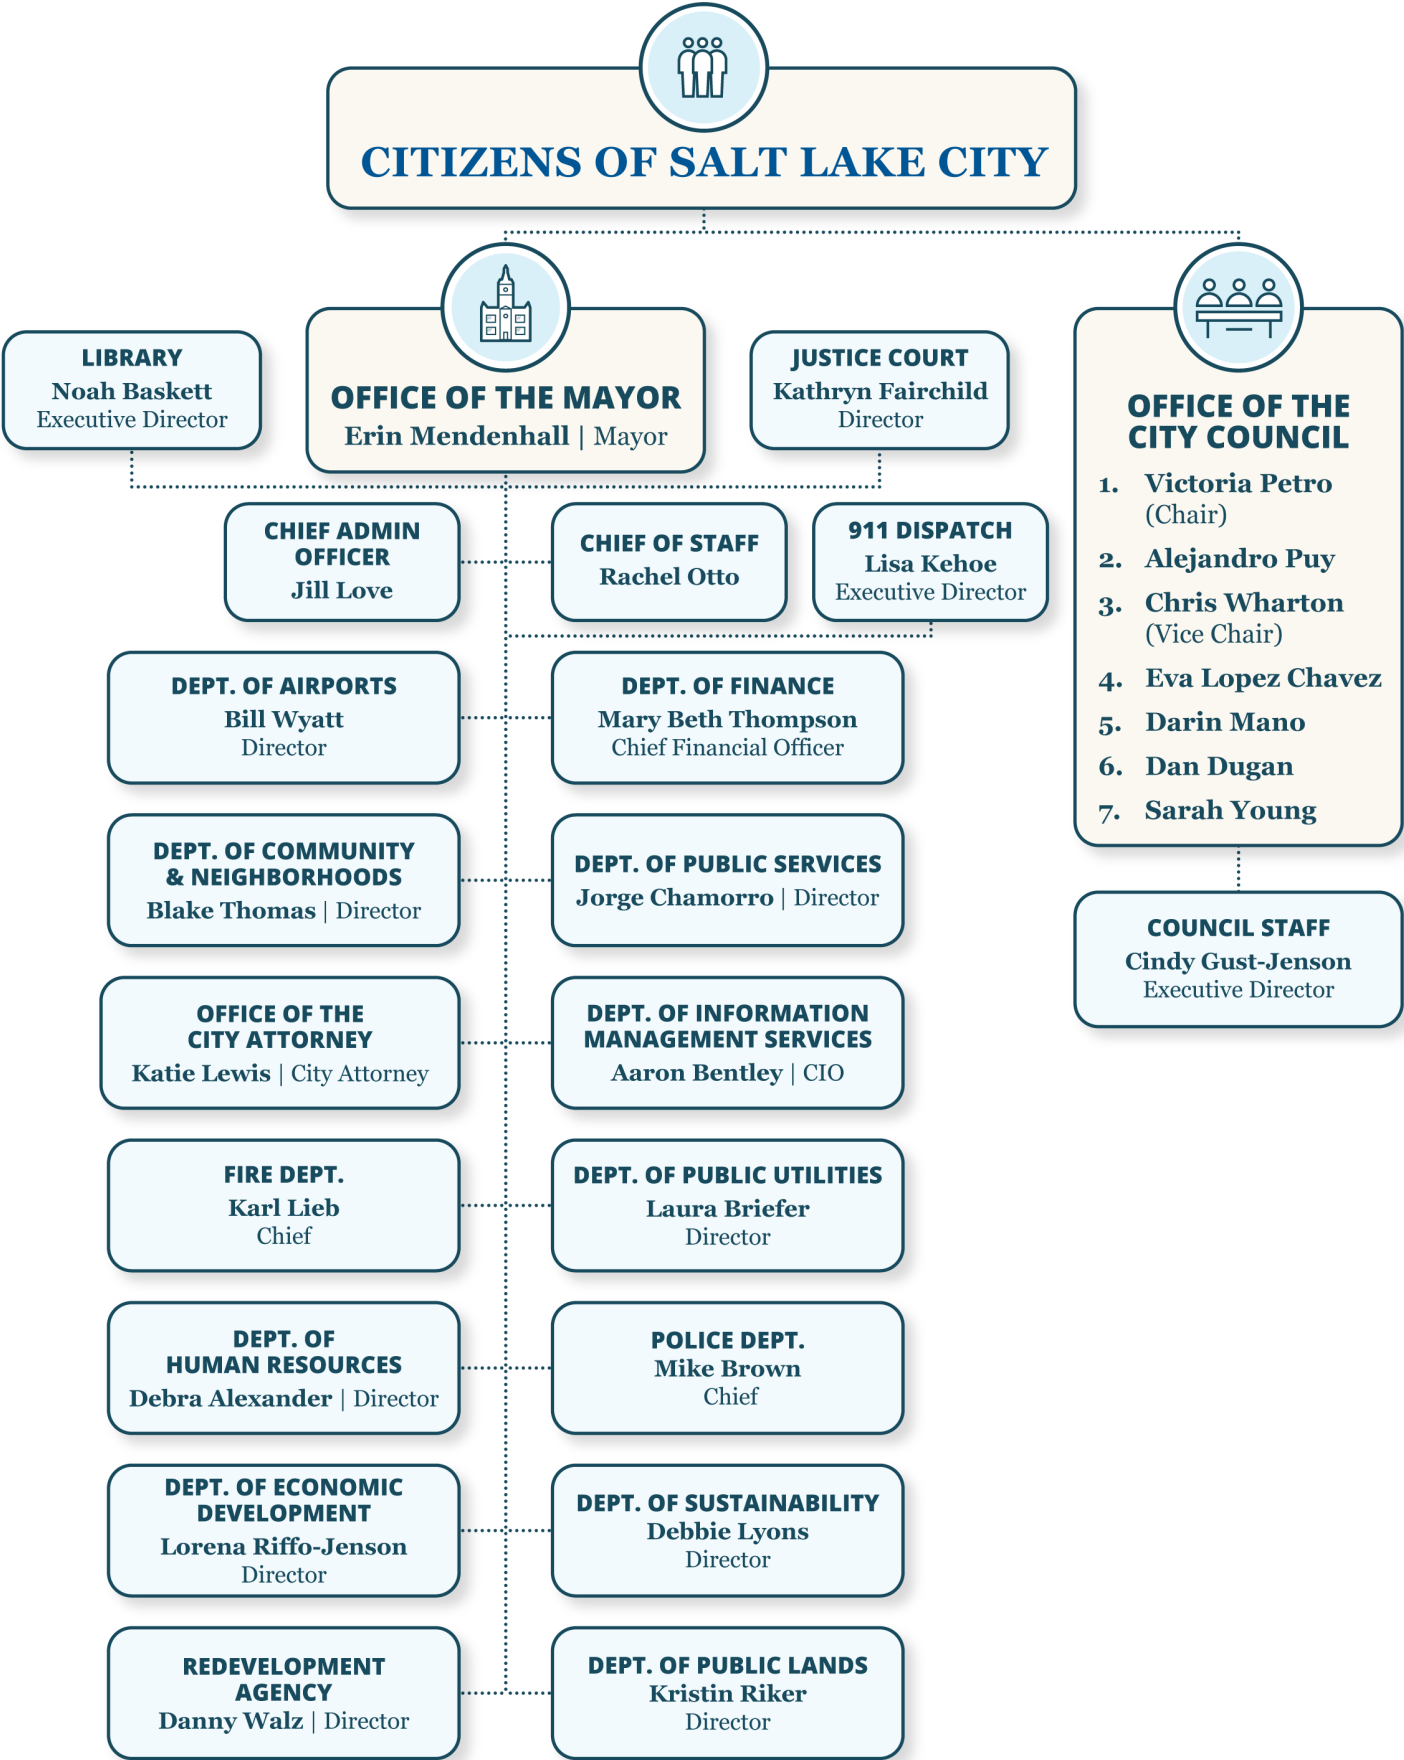 CITIZENS OF SALT LAKE CITY
LIBRARY
Noah Baskett
Executive Director
OFFICE OF THE MAYOR
Erin Mendenhall | Mayor
JUSTICE COURT
Kathryn Fairchild
Director
OFFICE OF THE
CITY COUNCIL
1. Victoria Petro
(Chair)
2. Alejandro Puy
3. Chris Wharton
(Vice Chair)
4. Eva Lopez Chavez
5. Darin Mano
6. Dan Dugan
7. Sarah Young
COUNCIL STAFF
Cindy Gust-Jenson
Executive Director
CHIEF ADMIN
OFFICER
Jill Love
CHIEF OF STAFF
Rachel Otto
911 DISPATCH
Lisa Kehoe
Executive Director
DEPT. OF AIRPORTS
Bill Wyatt
Director
DEPT. OF FINANCE
Mary Beth Thompson
Chief Financial Officer
DEPT. OF COMMUNITY
& NEIGHBORHOODS
Blake Thomas | Director
DEPT. OF PUBLIC SERVICES
Jorge Chamorro | Director
OFFICE OF THE
CITY ATTORNEY
Katie Lewis | City Attorney
DEPT. OF INFORMATION
MANAGEMENT SERVICES
Aaron Bentley | CIO
FIRE DEPT.
Karl Lieb
Chief
DEPT. OF PUBLIC UTILITIES
Laura Briefer
Director
DEPT. OF
HUMAN RESOURCES
Debra Alexander | Director
POLICE DEPT.
Mike Brown
Chief
DEPT. OF ECONOMIC
DEVELOPMENT
Lorena Riffo-Jenson
Director
DEPT. OF SUSTAINABILITY
Debbie Lyons
Director
REDEVELOPMENT
AGENCY
Danny Walz | Director
DEPT. OF PUBLIC LANDS
Kristin Riker
Director